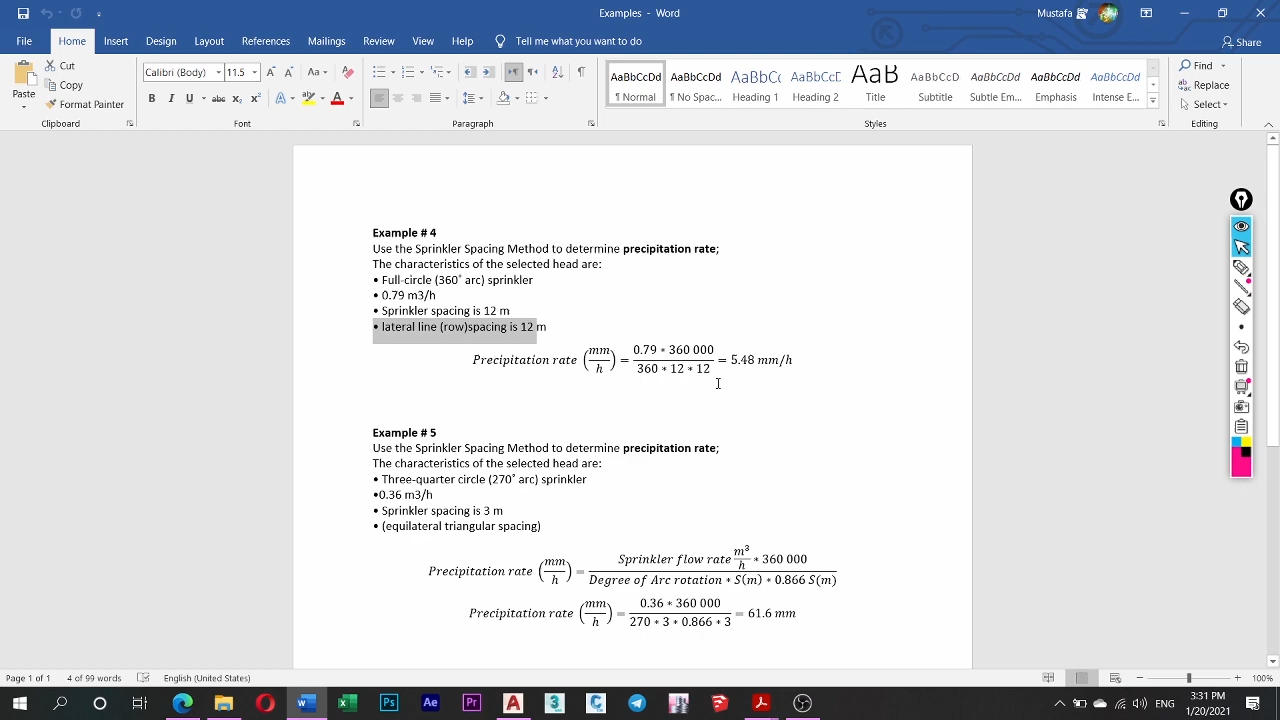 Examples - Word
Mustafa
File Home Insert Design Layout References Mailings Review View Help Tell me what you want to do
Share
Paste
Cut
Copy
Format Painter
Calibri (Body) 11.5
AaBbCcDd AaBbCcDd AaBbCc AaBbCcD AaB AaBbCcD AaBbCcDd AaBbCcDd AaBbCcDd
¶ Normal ¶ No Spac... Heading 1 Heading 2 Title Subtitle Subtle Em... Emphasis Intense E...
Find
Replace
Select
Clipboard Font Paragraph Styles Editing
Example # 4
Use the Sprinkler Spacing Method to determine precipitation rate;
The characteristics of the selected head are:
• Full-circle (360˚ arc) sprinkler
• 0.79 m3/h
• Sprinkler spacing is 12 m
• lateral line (row)spacing is 12 m
Precipitation rate (mm/h) = 0.79 * 360 000 / 360 * 12 * 12 = 5.48 mm/h
Example # 5
Use the Sprinkler Spacing Method to determine precipitation rate;
The characteristics of the selected head are:
• Three-quarter circle (270˚ arc) sprinkler
•0.36 m3/h
• Sprinkler spacing is 3 m
• (equilateral triangular spacing)
Precipitation rate (mm/h) = Sprinkler flow rate m³/h * 360 000 / Degree of Arc rotation * S(m) * 0.866 S(m)
Precipitation rate (mm/h) = 0.36 * 360 000 / 270 * 3 * 0.866 * 3 = 61.6 mm
Page 1 of 1 4 of 99 words English (United States) 100%
ENG
3:31 PM
1/20/2021